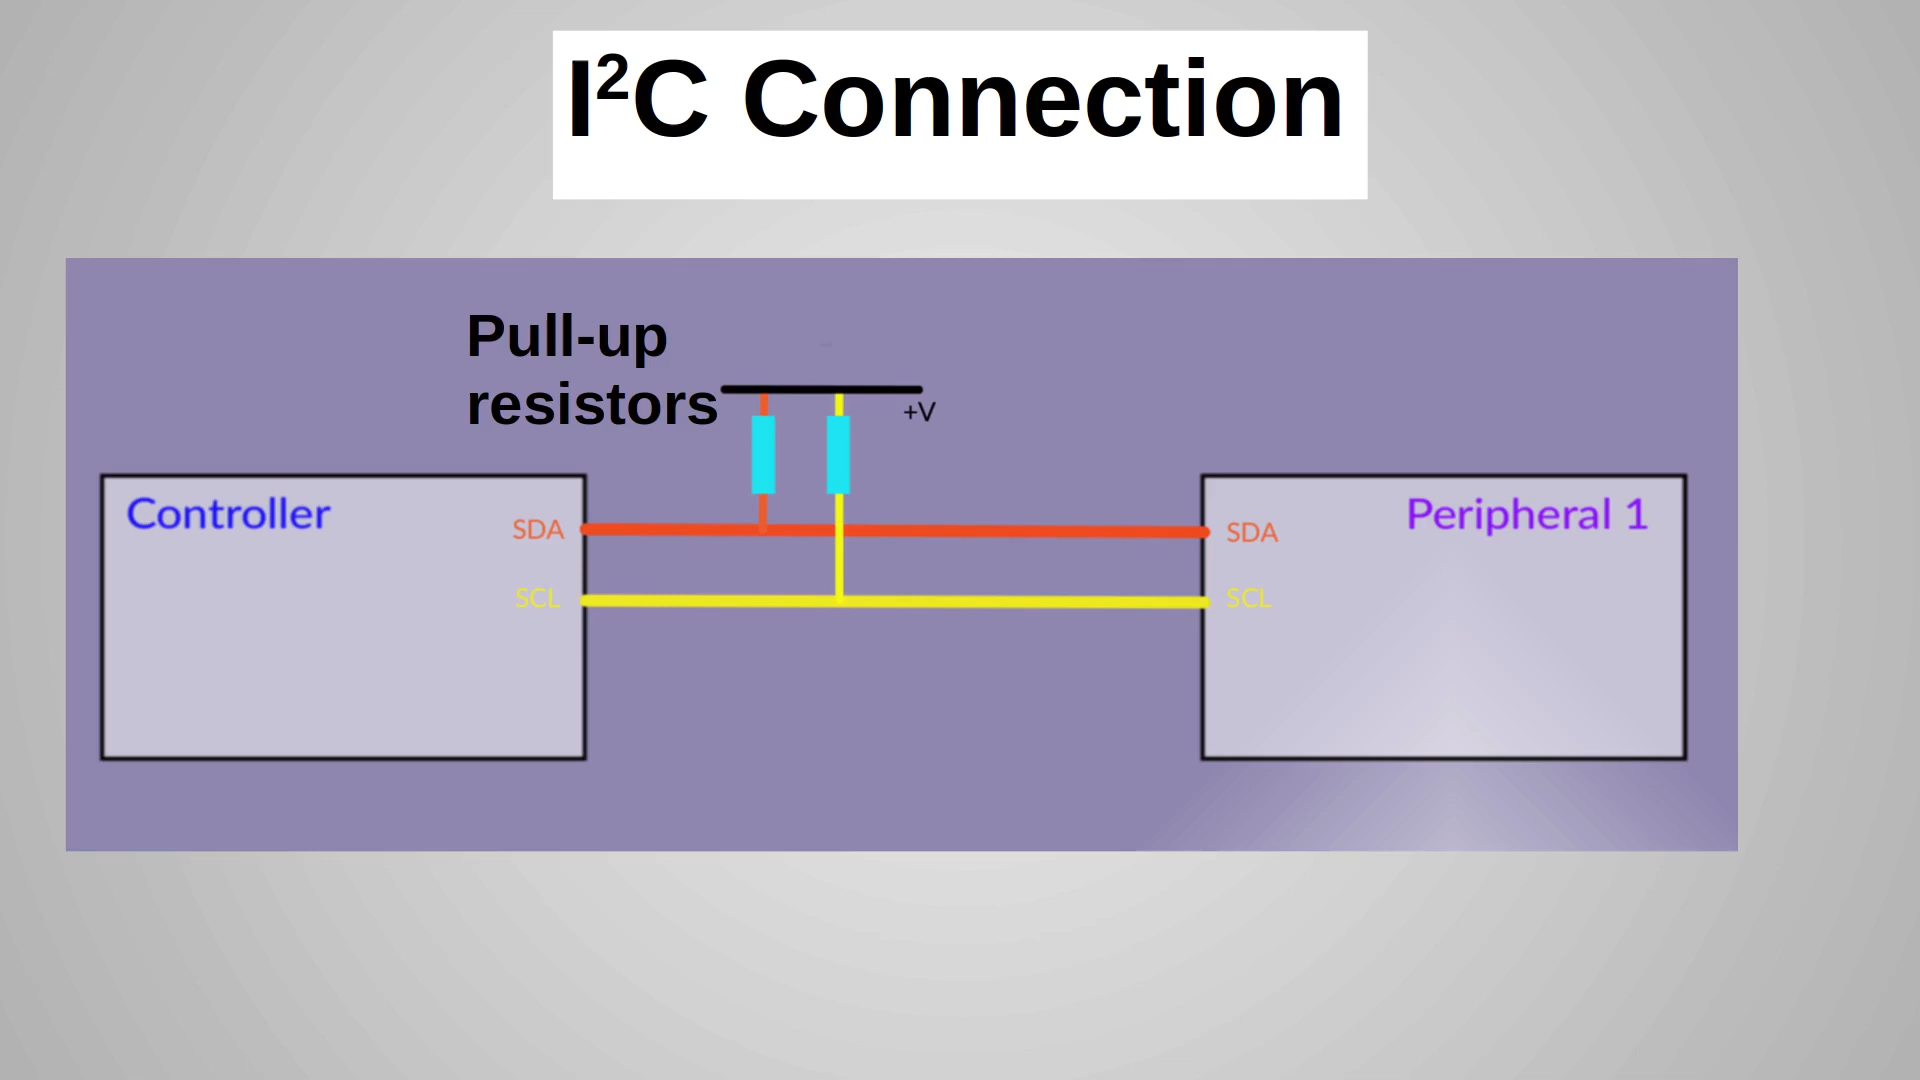 I²C Connection
Pull-up
resistors
+V
Controller
Peripheral 1
SDA
SDA
SCL
SCL